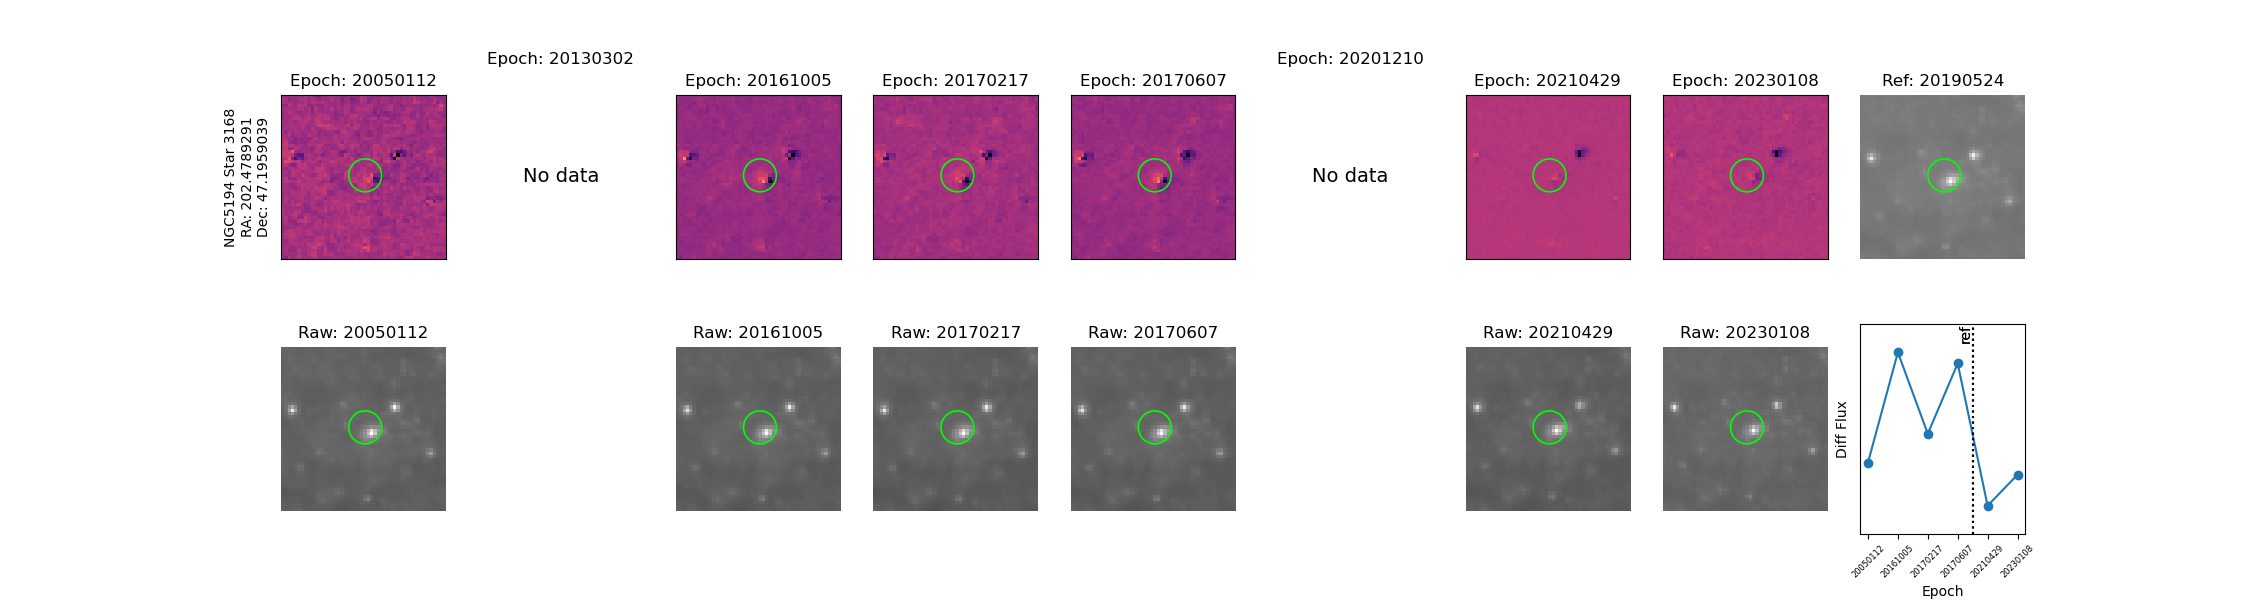 Epoch: 20050112
Epoch: 20130302
Epoch: 20161005
Epoch: 20170217
Epoch: 20170607
Epoch: 20201210
Epoch: 20210429
Epoch: 20230108
Ref: 20190524
NGC5194 Star 3168
RA: 202.4789291
Dec: 47.1959039
No data
No data
Raw: 20050112
Raw: 20161005
Raw: 20170217
Raw: 20170607
Raw: 20210429
Raw: 20230108
ref
Diff Flux
20050112
20161005
20170217
20170607
20210429
20230108
Epoch